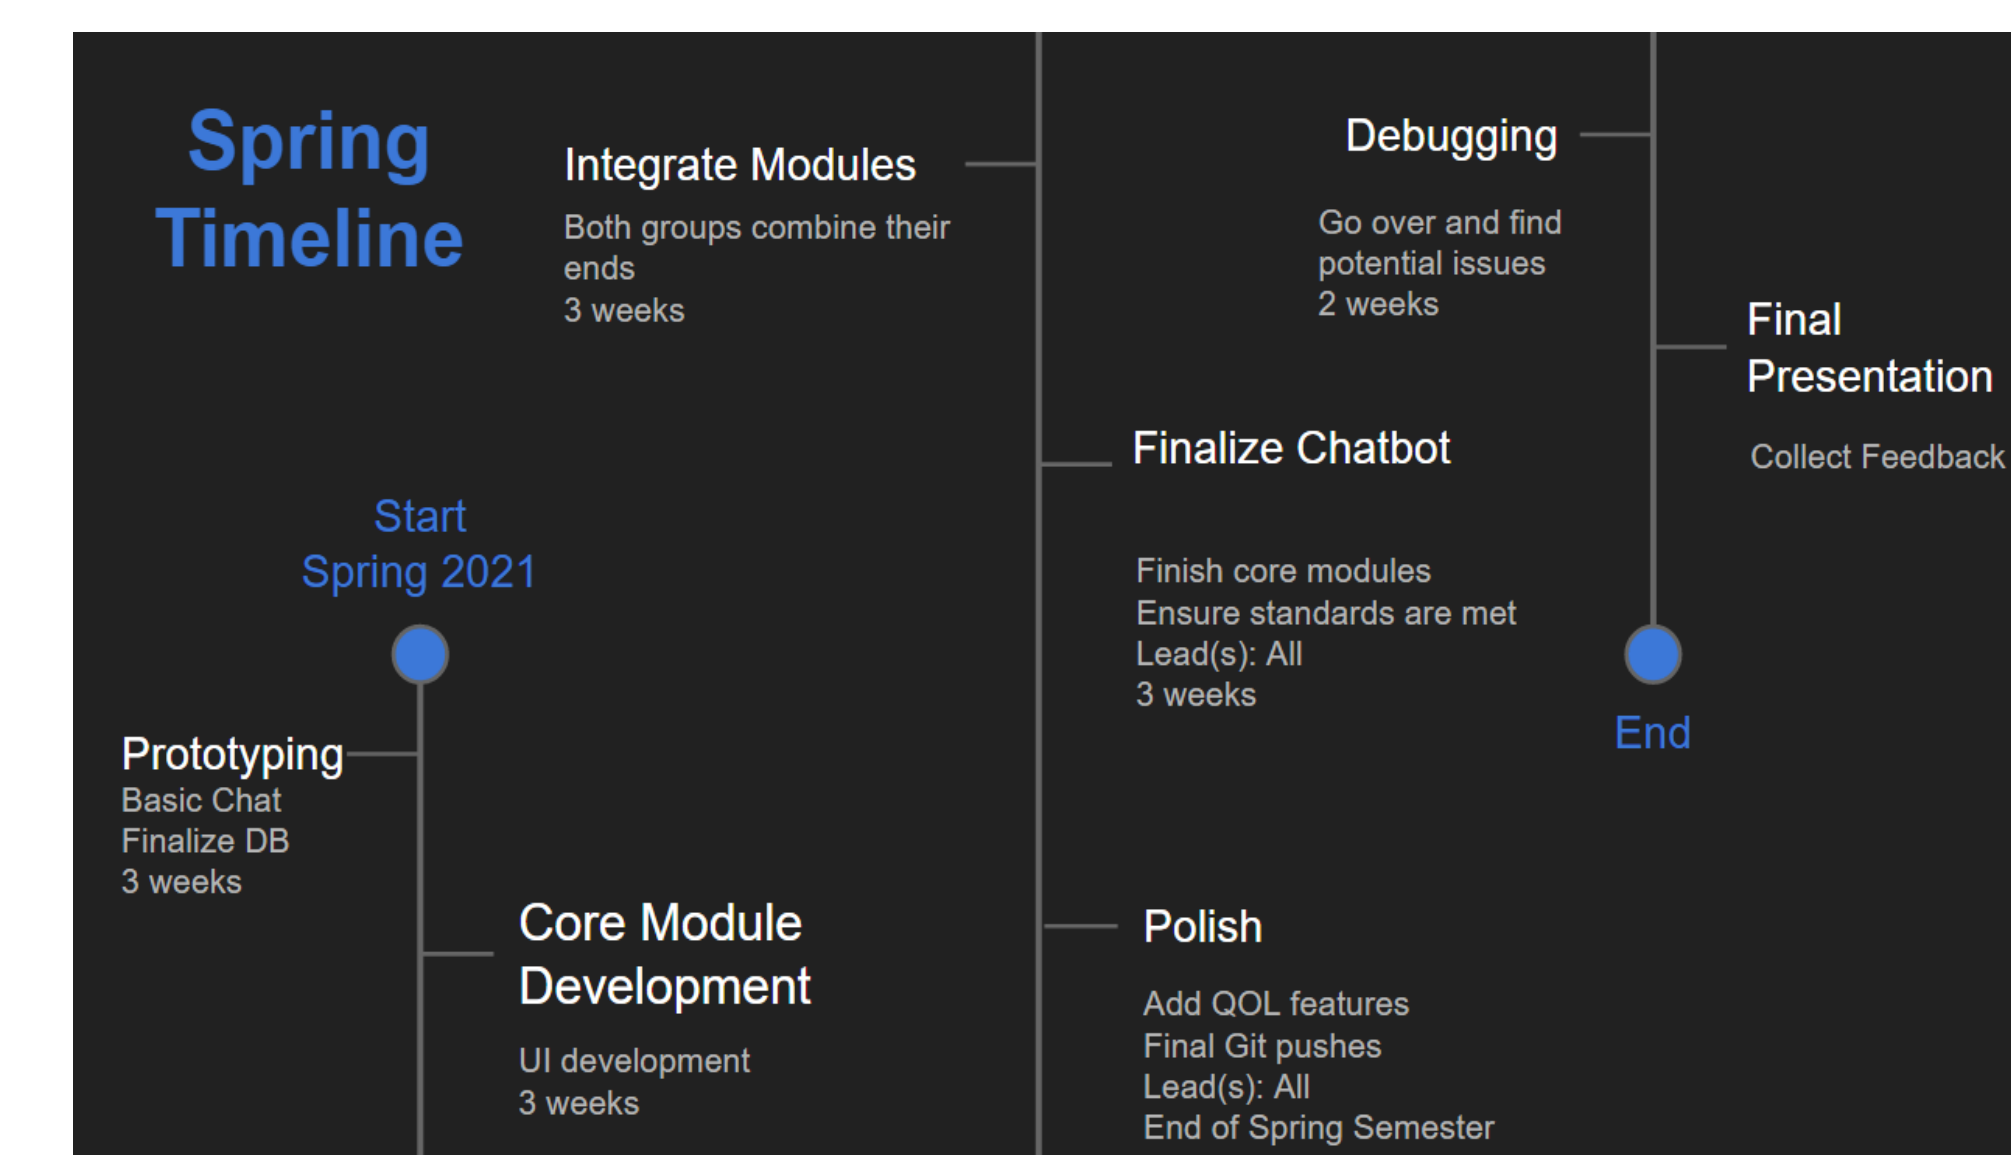 Spring
Timeline
Start
Spring 2021
Prototyping
Basic Chat
Finalize DB
3 weeks
Core Module
Development
UI development
3 weeks
Integrate Modules
Both groups combine their
ends
3 weeks
Finalize Chatbot
Finish core modules
Ensure standards are met
Lead(s): All
3 weeks
Polish
Add QOL features
Final Git pushes
Lead(s): All
End of Spring Semester
Debugging
Go over and find
potential issues
2 weeks
Final
Presentation
Collect Feedback
End